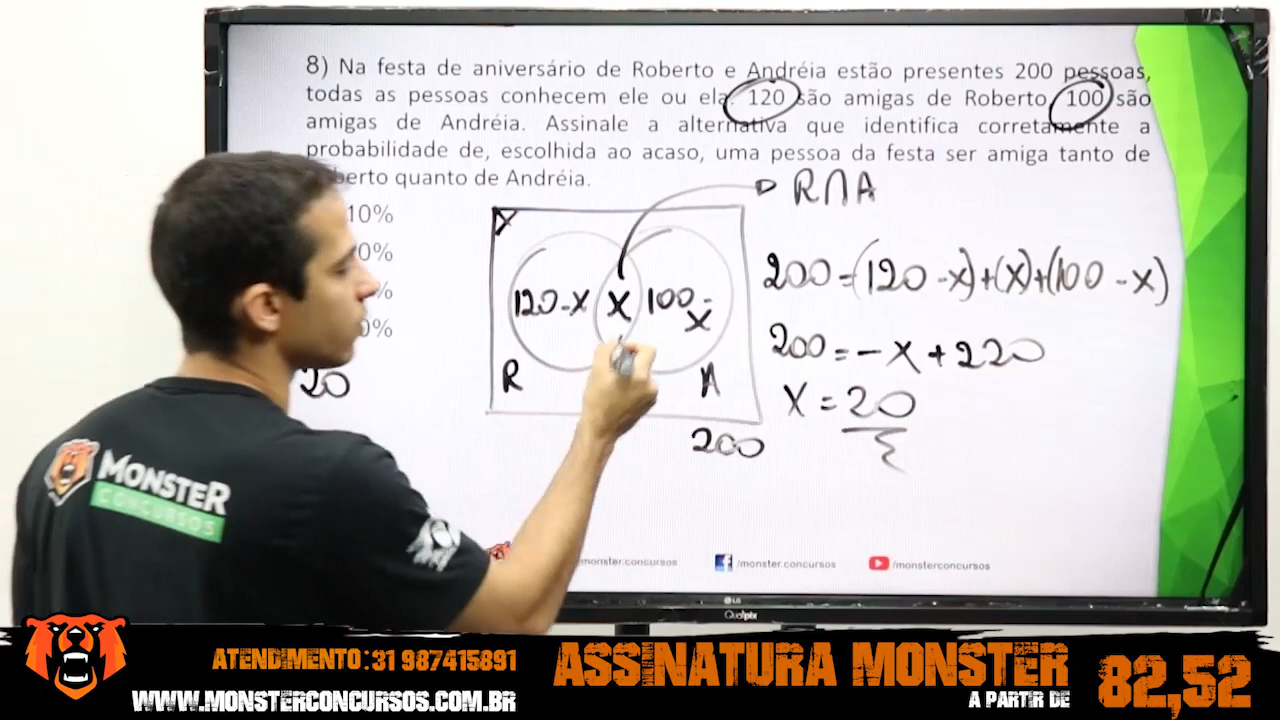 8) Na festa de aniversário de Roberto e Andréia estão presentes 200 pessoas,
todas as pessoas conhecem ele ou ela. 120 são amigas de Roberto 100 são
amigas de Andréia. Assinale a alternativa que identifica corretamente a
probabilidade de, escolhida ao acaso, uma pessoa da festa ser amiga tanto de
quanto de Andréia.
R∩A
10%
200=(120-x)+(x)+(100-x)
120-x x 100-x
200=-x+220
R A
20
x=20
200
MONSTER
CONCURSOS
monster.concursos
/monster.concursos
/monsterconcursos
LG
Qualiptv
ATENDIMENTO: 31 987415891
WWW.MONSTERCONCURSOS.COM.BR
ASSINATURA MONSTER
A PARTIR DE
82,52